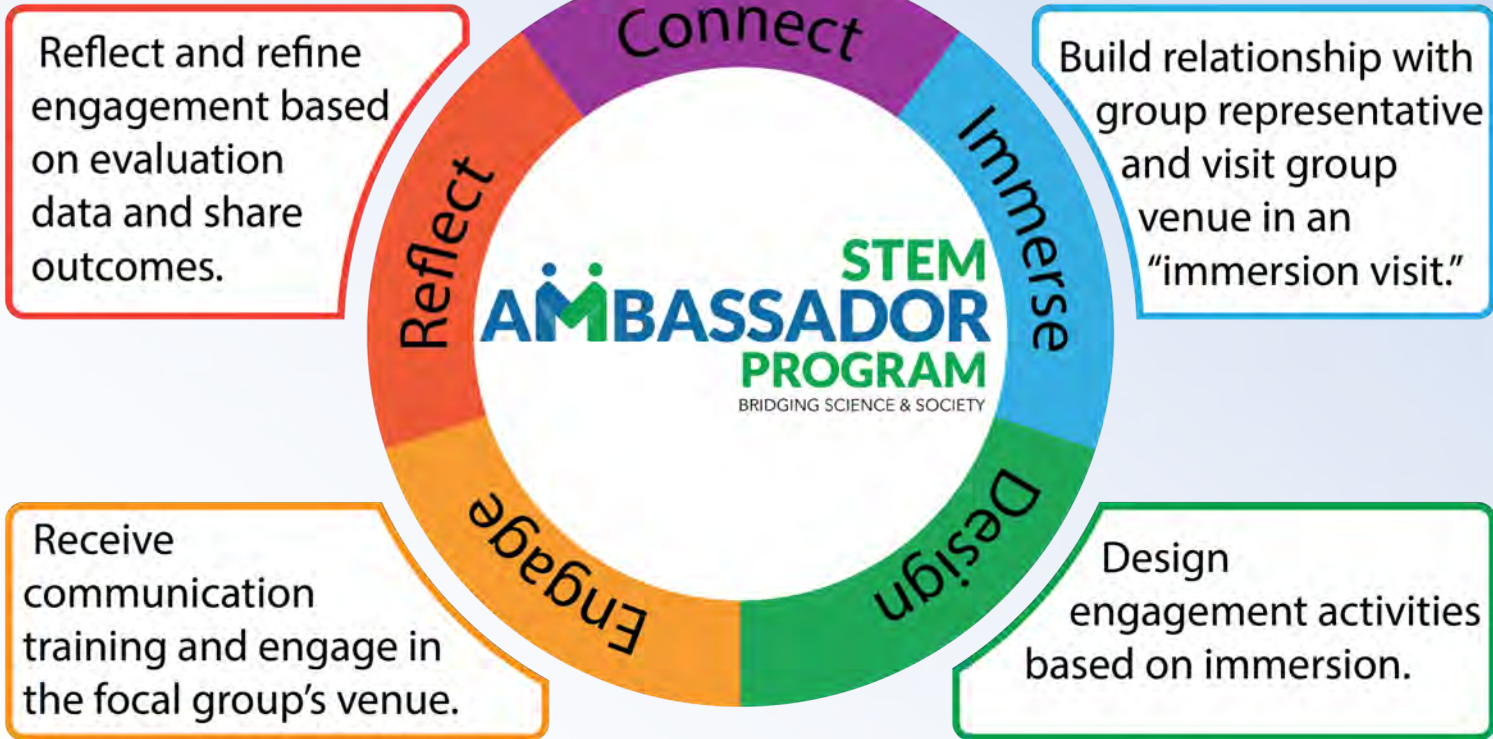 Connect
Reflect and refine
engagement based
on evaluation
data and share
outcomes.
Build relationship with
group representative
and visit group
venue in an
“immersion visit.”
Reflect
Immerse
STEM
AMBASSADOR
PROGRAM
BRIDGING SCIENCE & SOCIETY
Engage
Design
Receive
communication
training and engage in
the focal group’s venue.
Design
engagement activities
based on immersion.